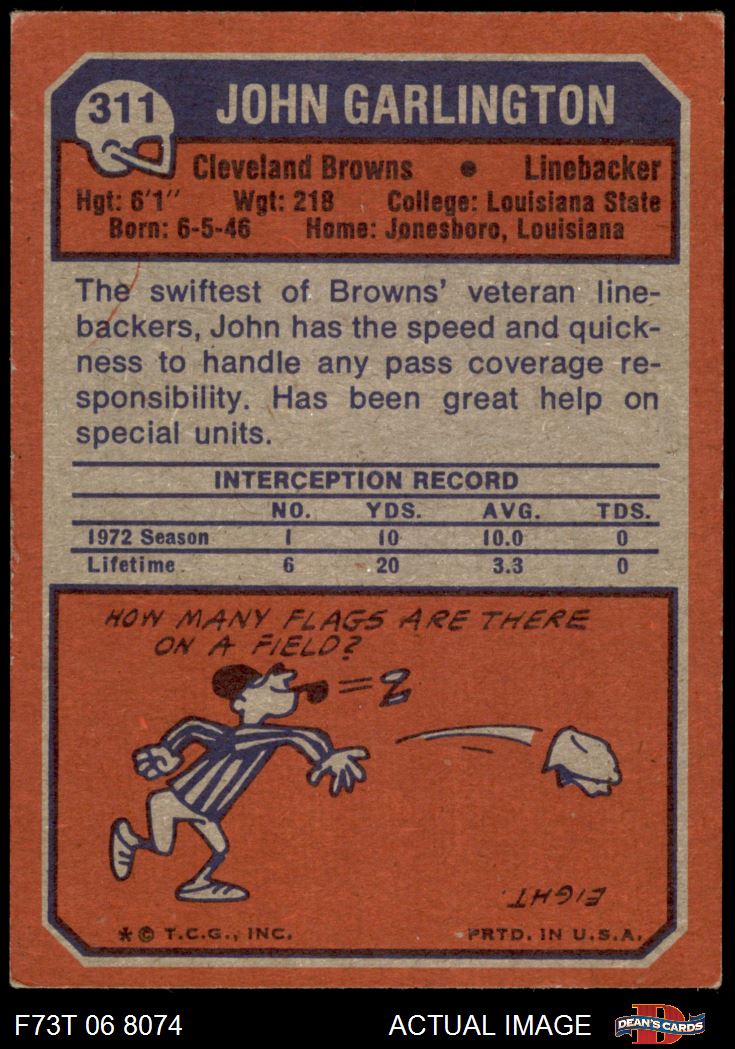 311 JOHN GARLINGTON
Cleveland Browns • Linebacker
Hgt: 6'1" Wgt: 218 College: Louisiana State
Born: 6-5-46 Home: Jonesboro, Louisiana
The swiftest of Browns' veteran line-
backers, John has the speed and quick-
ness to handle any pass coverage re-
sponsibility. Has been great help on
special units.
INTERCEPTION RECORD
NO. YDS. AVG. TDS.
1972 Season 1 10 10.0 0
Lifetime 6 20 3.3 0
HOW MANY FLAGS ARE THERE
ON A FIELD?
EIGHT.
* © T.C.G., INC. PRTD. IN U.S.A.
F73T 06 8074 ACTUAL IMAGE DEAN'S CARDS